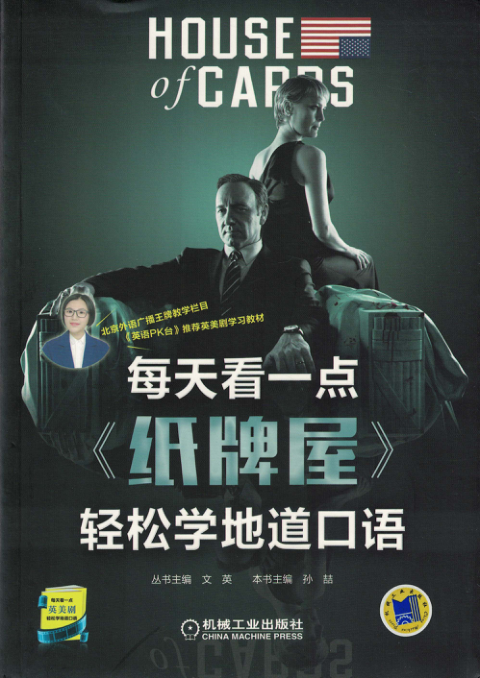 HOUSE
of CARDS
北京外语广播王牌教学栏目
《英语PK台》推荐英美剧学习教材
每天看一点
《纸牌屋》
轻松学地道口语
丛书主编 文 英 本书主编 孙 喆
每天看一点
英美剧
轻松学地道口语
机械工业出版社
CHINA MACHINE PRESS